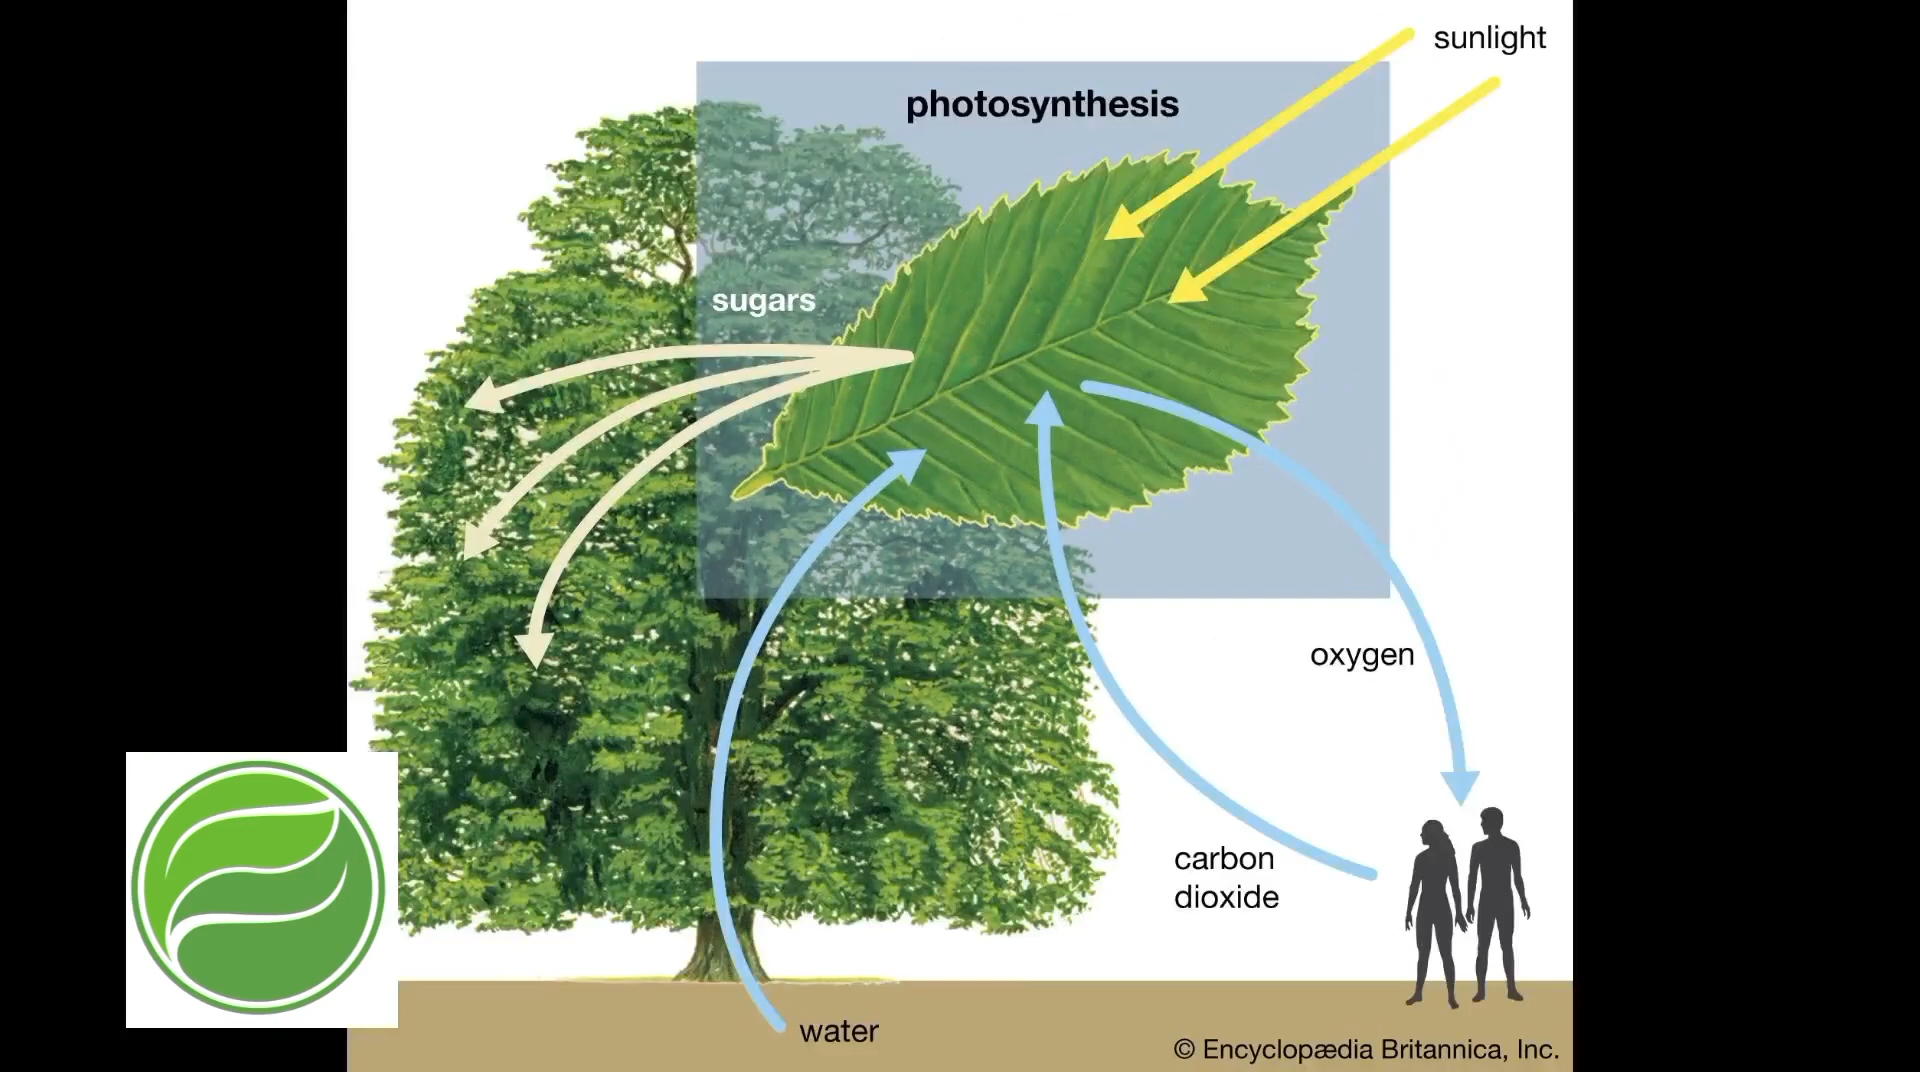 sunlight
photosynthesis
sugars
oxygen
carbon
dioxide
water
© Encyclopædia Britannica, Inc.